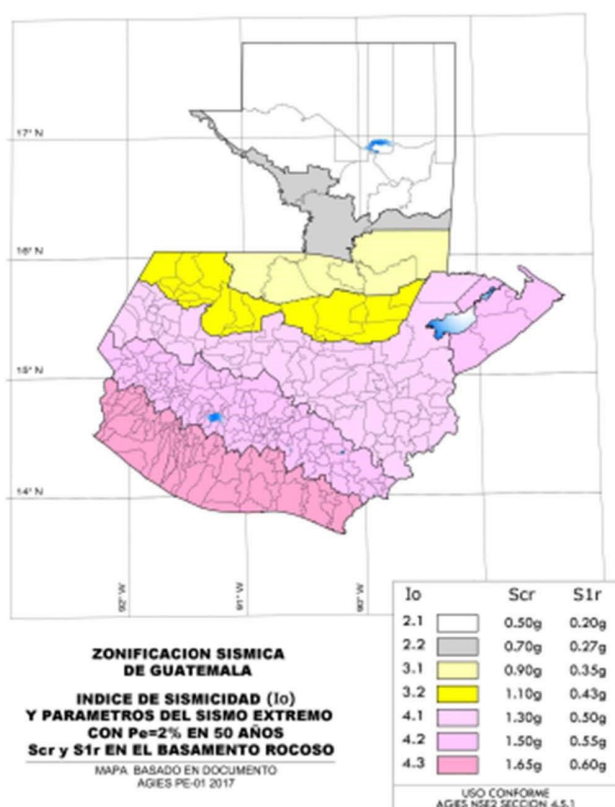 17° N
16° N
15° N
14° N
92° W
91° W
90° W
ZONIFICACION SISMICA
DE GUATEMALA
INDICE DE SISMICIDAD (Io)
Y PARAMETROS DEL SISMO EXTREMO
CON Pe=2% EN 50 AÑOS
Scr y S1r EN EL BASAMENTO ROCOSO
MAPA BASADO EN DOCUMENTO
AGIES PE-01 2017
Io Scr S1r
2.1 0.50g 0.20g
2.2 0.70g 0.27g
3.1 0.90g 0.35g
3.2 1.10g 0.43g
4.1 1.30g 0.50g
4.2 1.50g 0.55g
4.3 1.65g 0.60g
USO CONFORME
AGIES NSE2 SECCION 4.5.1